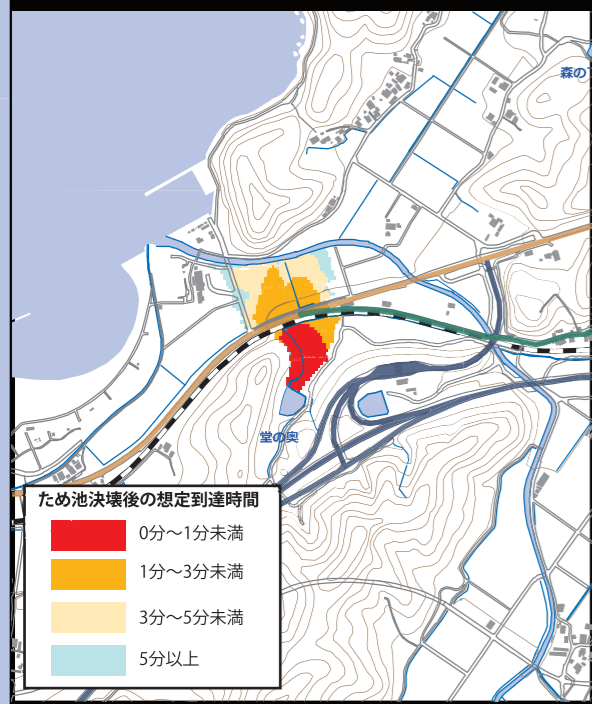 森の
堂の奥
ため池決壊後の想定到達時間
0分～1分未満
1分～3分未満
3分～5分未満
5分以上